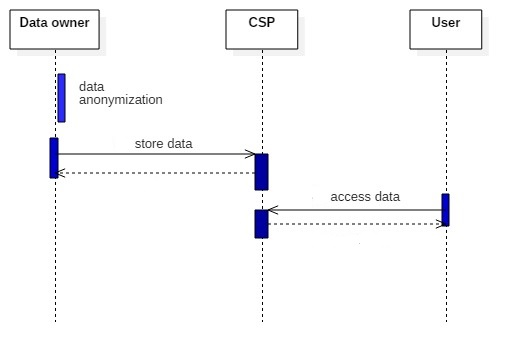 Data owner
CSP
User
data
anonymization
store data
access data